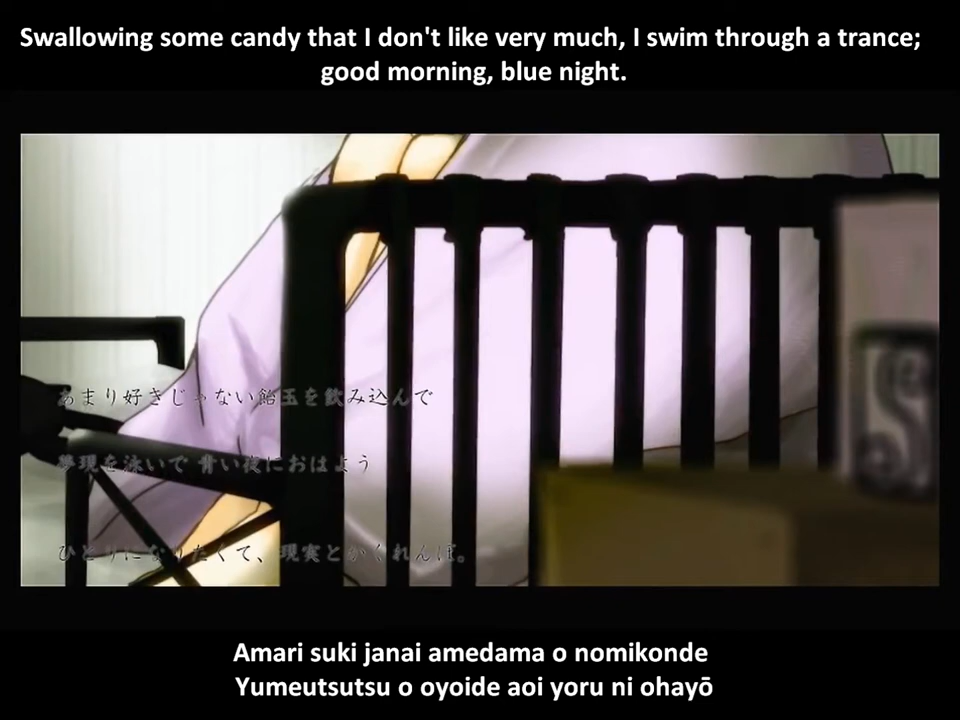 Swallowing some candy that I don't like very much, I swim through a trance;
good morning, blue night.
あまり好きじゃない飴玉を飲み込んで
夢現を泳いで 青い夜におはよう
ひとりになりたくて、現実とかくれんぼ。
Amari suki janai amedama o nomikonde
Yumeutsutsu o oyoide aoi yoru ni ohayō